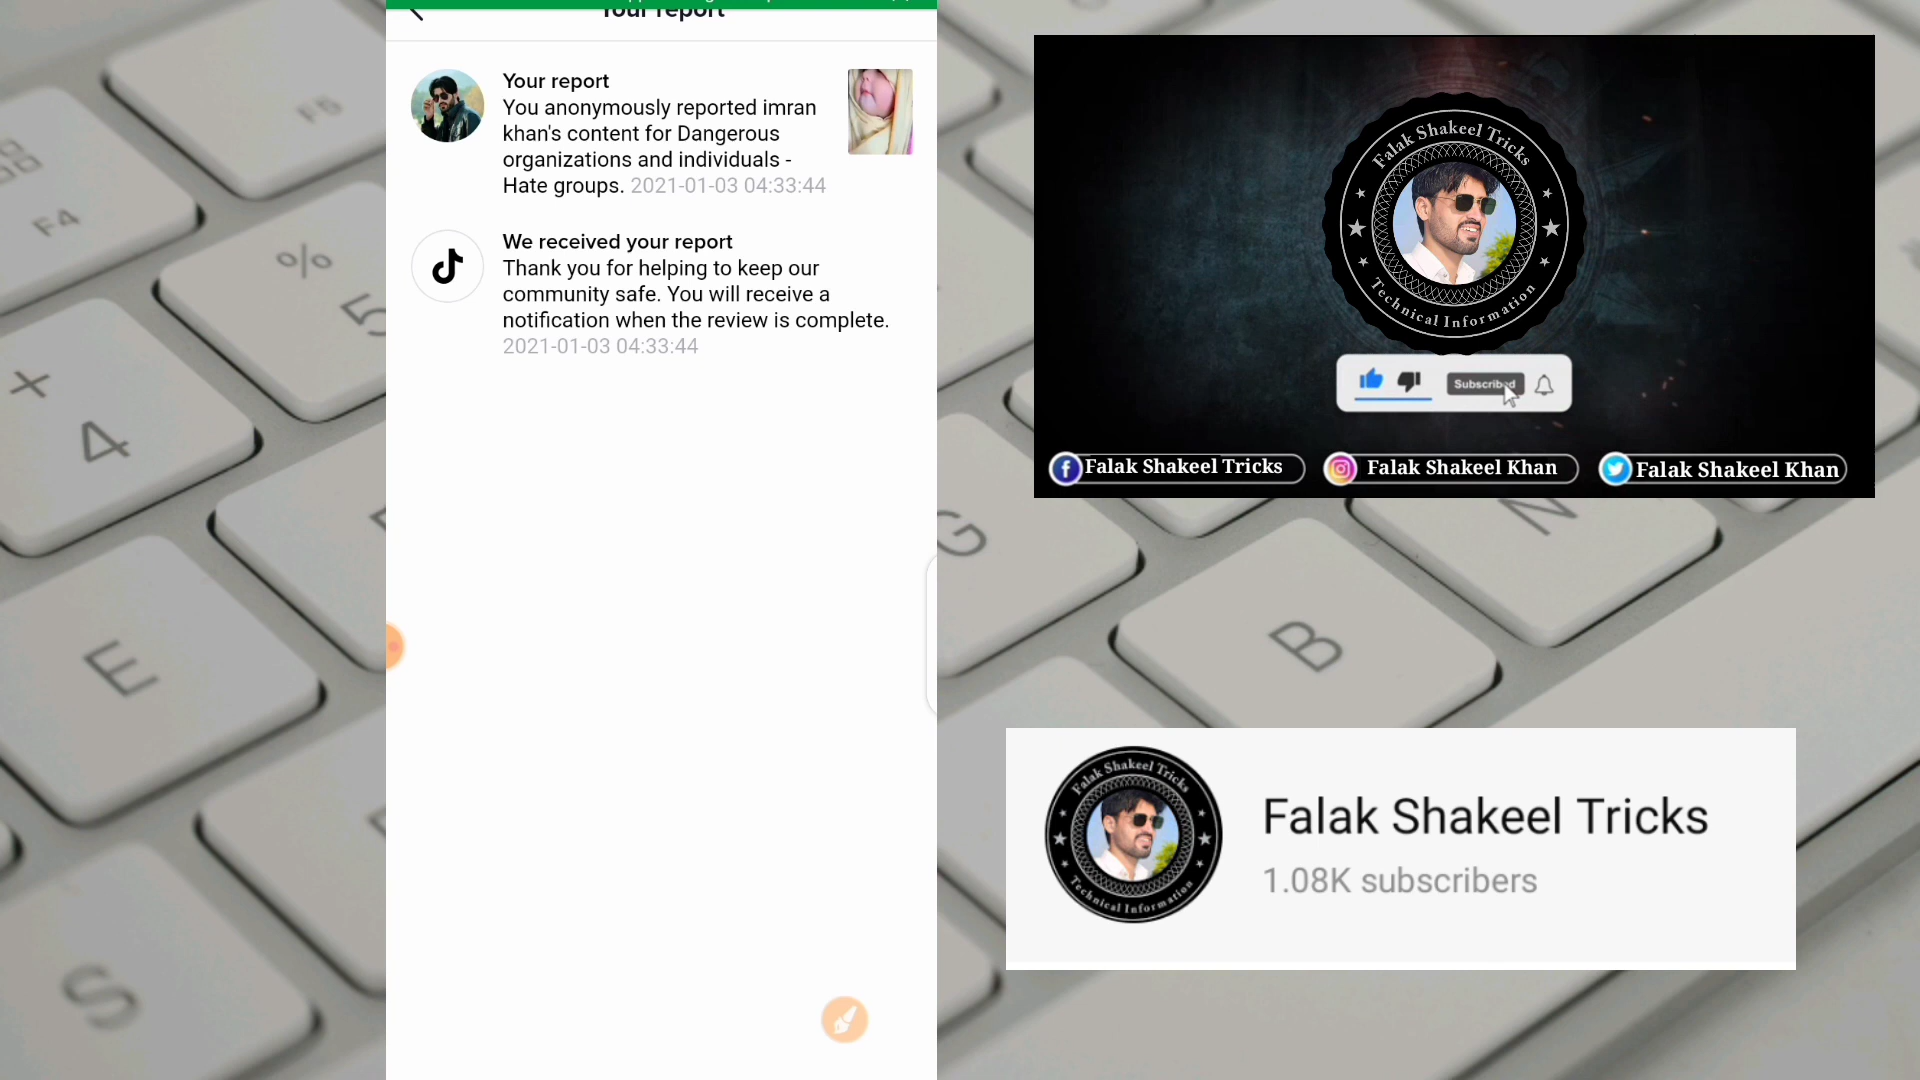 Your report
Your report
You anonymously reported imran
khan's content for Dangerous
organizations and individuals -
Hate groups. 2021-01-03 04:33:44
We received your report
Thank you for helping to keep our
community safe. You will receive a
notification when the review is complete.
2021-01-03 04:33:44
Falak Shakeel Tricks
Technical Information
Subscribed
Falak Shakeel Tricks
Falak Shakeel Khan
Falak Shakeel Khan
Falak Shakeel Tricks
Technical Information
Falak Shakeel Tricks
1.08K subscribers
F5
F4
%
5
+
4
E
S
G
B
N